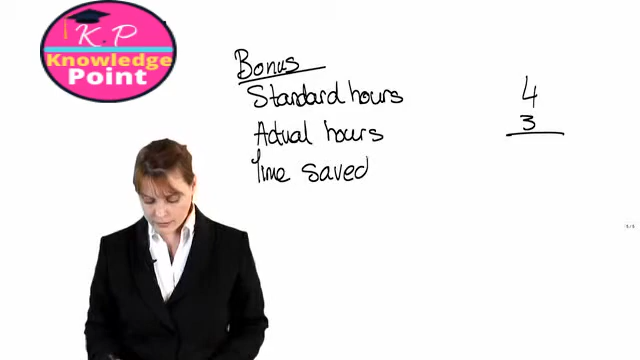 K.P
Knowledge
Point
Bonus
Standard hours 4
Actual hours 3
Time saved